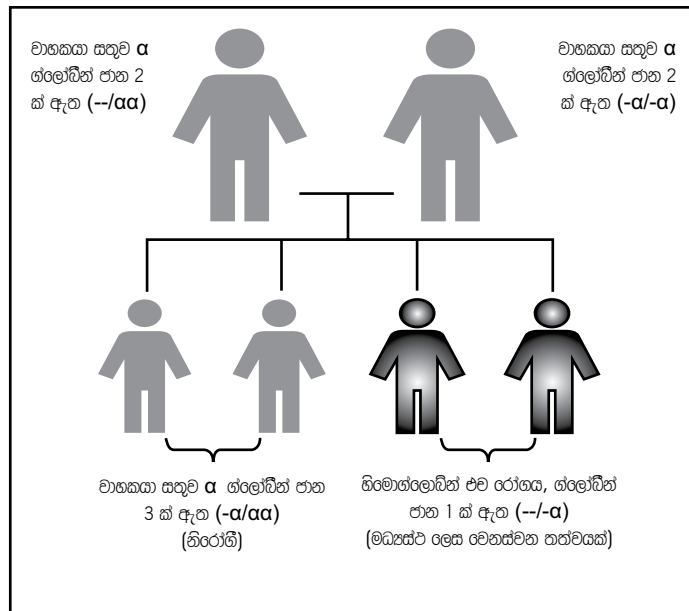 වාහකයා සතුව α
ග්ලෝබීන් ජාන 2
ක් ඇත (--/αα)
වාහකයා සතුව α
ග්ලෝබීන් ජාන 2
ක් ඇත (-α/-α)
වාහකයා සතුව α ග්ලෝබීන් ජාන
3 ක් ඇත (-α/αα)
(නිරෝගී)
හිමොග්ලොබින් එච රෝගය, ග්ලෝබීන්
ජාන 1 ක් ඇත (--/-α)
(මධ්‍යස්ථ ලෙස වෙනස්වන තත්වයක්)